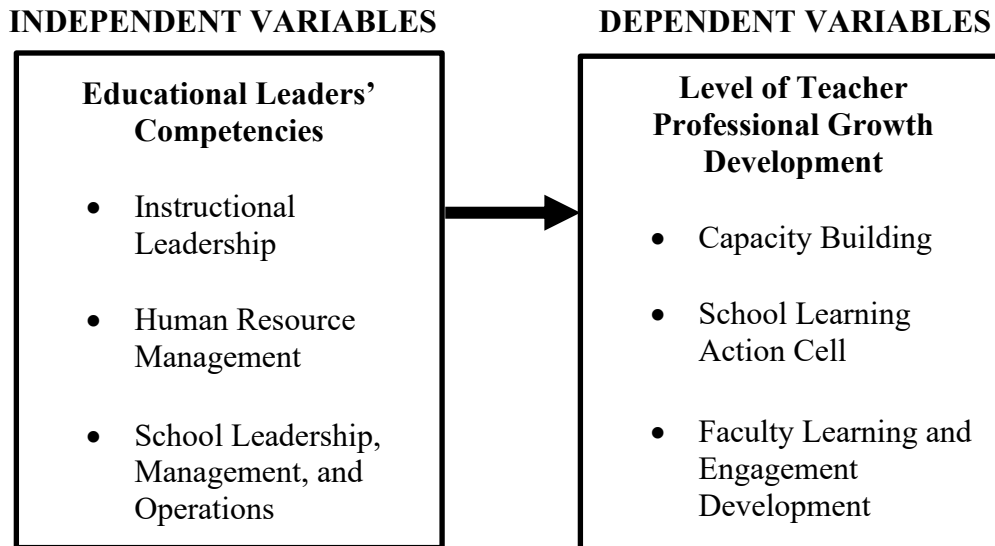 INDEPENDENT VARIABLES
Educational Leaders’
Competencies
• Instructional
Leadership
• Human Resource
Management
• School Leadership,
Management, and
Operations
DEPENDENT VARIABLES
Level of Teacher
Professional Growth
Development
• Capacity Building
• School Learning
Action Cell
• Faculty Learning and
Engagement
Development